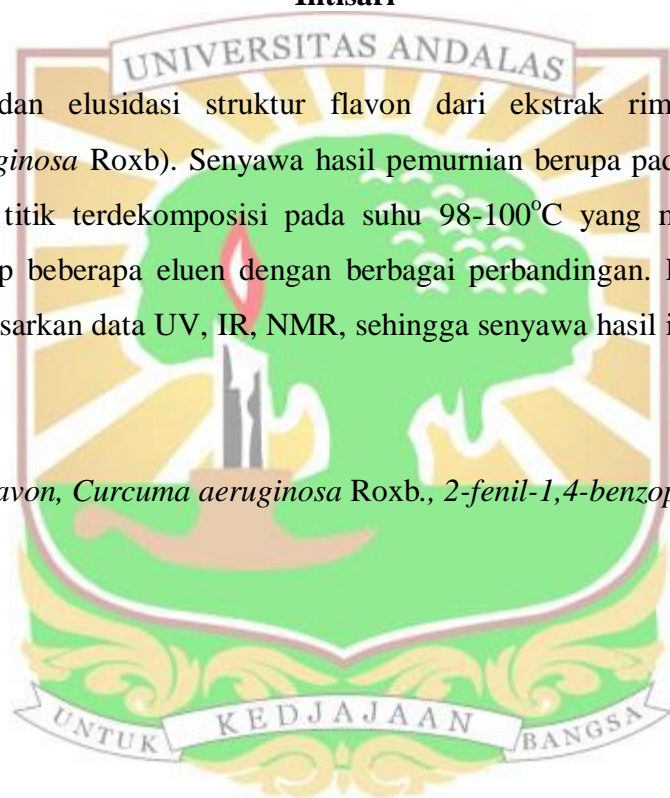 Intisari
UNIVERSITAS ANDALAS
dan elusidasi struktur flavon dari ekstrak rim
ginosa Roxb). Senyawa hasil pemurnian berupa pad
titik terdekomposisi pada suhu 98-100°C yang m
p beberapa eluen dengan berbagai perbandingan.
sarkan data UV, IR, NMR, sehingga senyawa hasil i
avon, Curcuma aeruginosa Roxb., 2-fenil-1,4-benzop
UNTUK KEDJAJAAN BANGSA